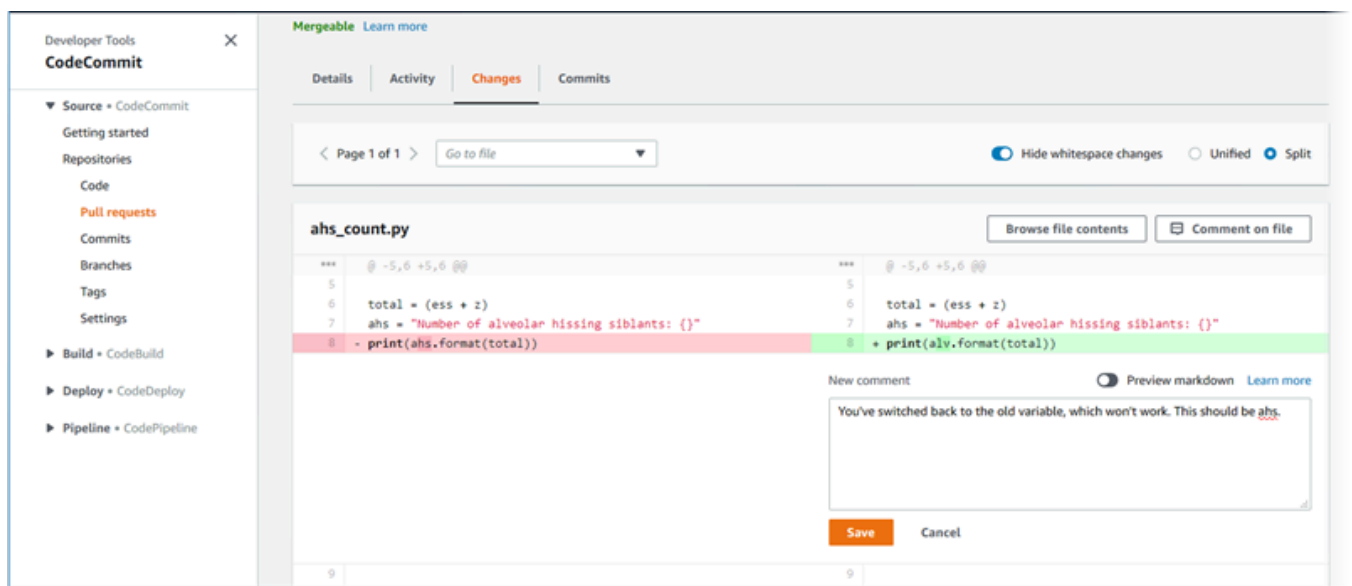 Developer Tools
CodeCommit
Source • CodeCommit
Getting started
Repositories
Code
Pull requests
Commits
Branches
Tags
Settings
Build • CodeBuild
Deploy • CodeDeploy
Pipeline • CodePipeline
Mergeable Learn more
Details Activity Changes Commits
Page 1 of 1 Go to file Hide whitespace changes Unified Split
ahs_count.py Browse file contents Comment on file
*** @ -5,6 +5,6 @@ *** @ -5,6 +5,6 @@
5 5
6 total = (ess + z) 6 total = (ess + z)
7 ahs = "Number of alveolar hissing siblants: {}" 7 ahs = "Number of alveolar hissing siblants: {}"
8 - print(ahs.format(total)) 8 + print(alv.format(total))
New comment Preview markdown Learn more
You've switched back to the old variable, which won't work. This should be ahs.
Save Cancel
9 9